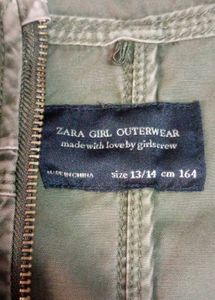 ZARA GIRL OUTERWEAR
made with love by girlscrew
MADE IN CHINA
size 13/14 cm 164